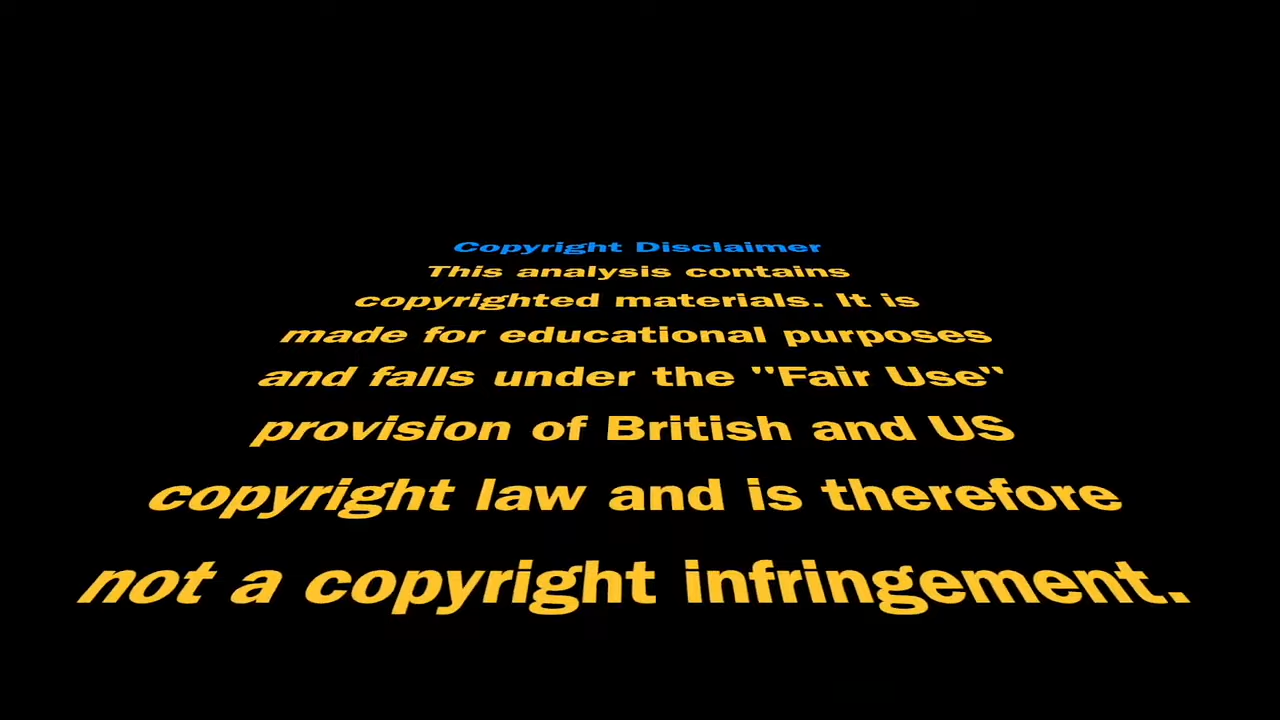 Copyright Disclaimer
This analysis contains
copyrighted materials. It is
made for educational purposes
and falls under the "Fair Use"
provision of British and US
copyright law and is therefore
not a copyright infringement.